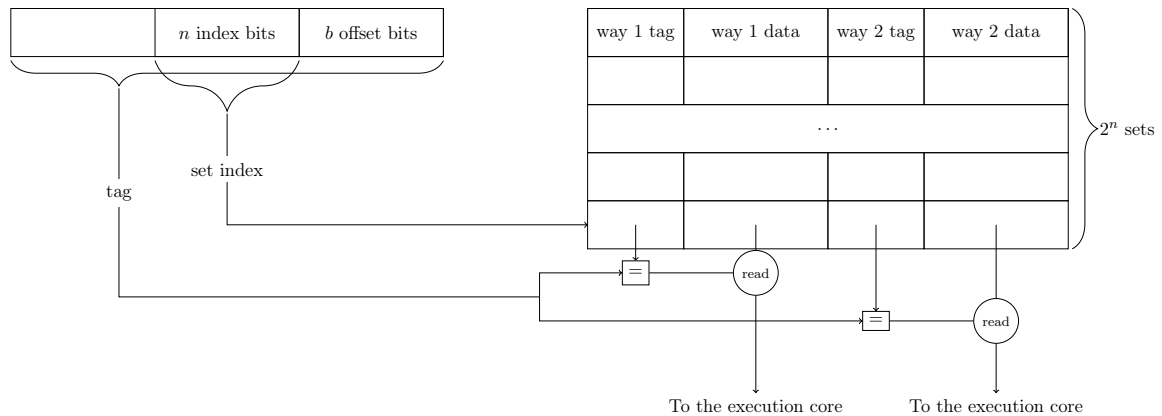 n index bits
b offset bits
way 1 tag
way 1 data
way 2 tag
way 2 data
...
2^n sets
set index
tag
=
read
=
read
To the execution core
To the execution core